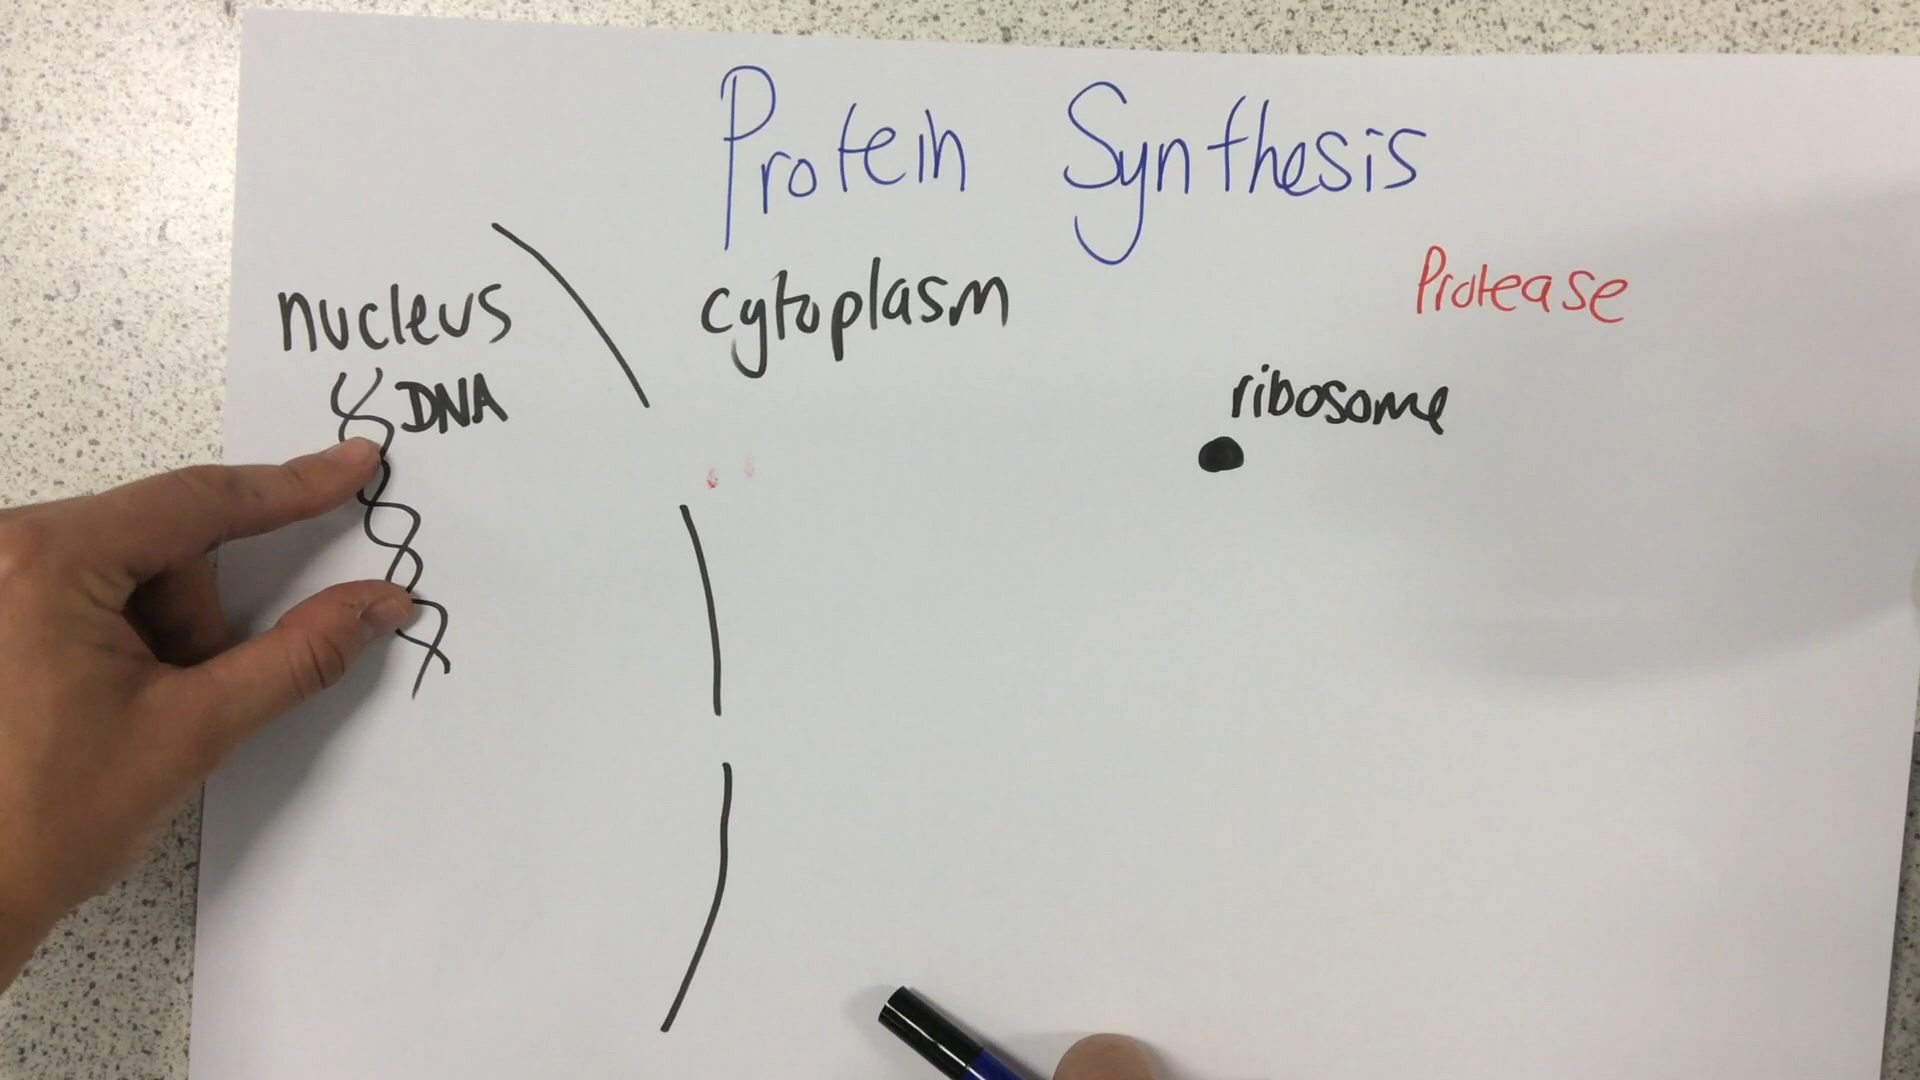 Protein Synthesis
nucleus
cytoplasm
Protease
DNA
ribosome